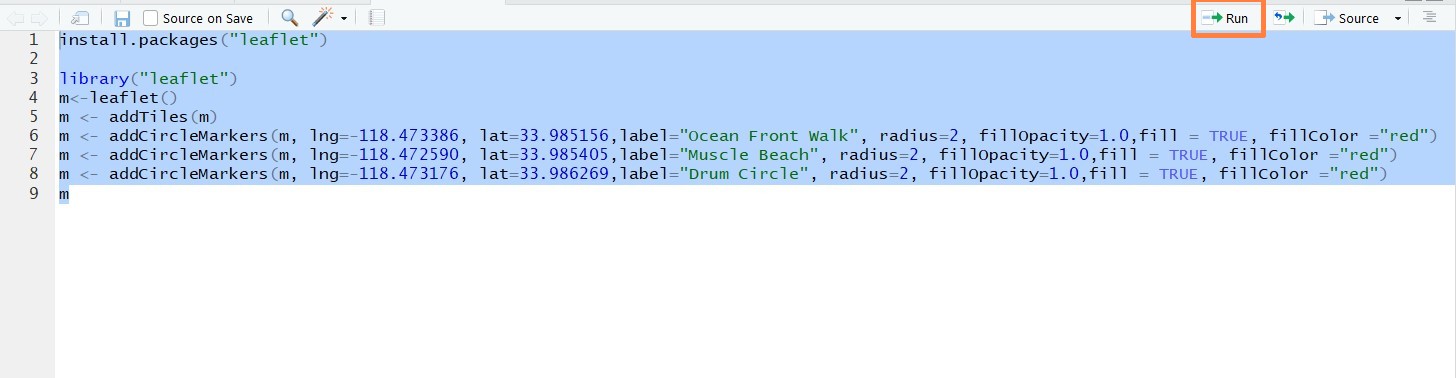 Source on Save Run Source
1 install.packages("leaflet")
2
3 library("leaflet")
4 m<-leaflet()
5 m <- addTiles(m)
6 m <- addCircleMarkers(m, lng=-118.473386, lat=33.985156,label="Ocean Front Walk", radius=2, fillOpacity=1.0,fill = TRUE, fillColor ="red")
7 m <- addCircleMarkers(m, lng=-118.472590, lat=33.985405,label="Muscle Beach", radius=2, fillOpacity=1.0,fill = TRUE, fillColor ="red")
8 m <- addCircleMarkers(m, lng=-118.473176, lat=33.986269,label="Drum Circle", radius=2, fillOpacity=1.0,fill = TRUE, fillColor ="red")
9 m